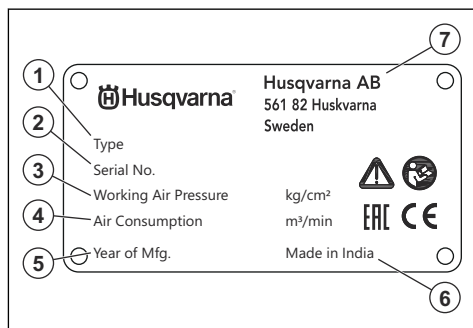 7
1
Husqvarna
Husqvarna AB
561 82 Huskvarna
Sweden
2
Type
Serial No.
3
Working Air Pressure kg/cm²
4
Air Consumption m³/min
EAC CE
5
Year of Mfg. Made in India
6